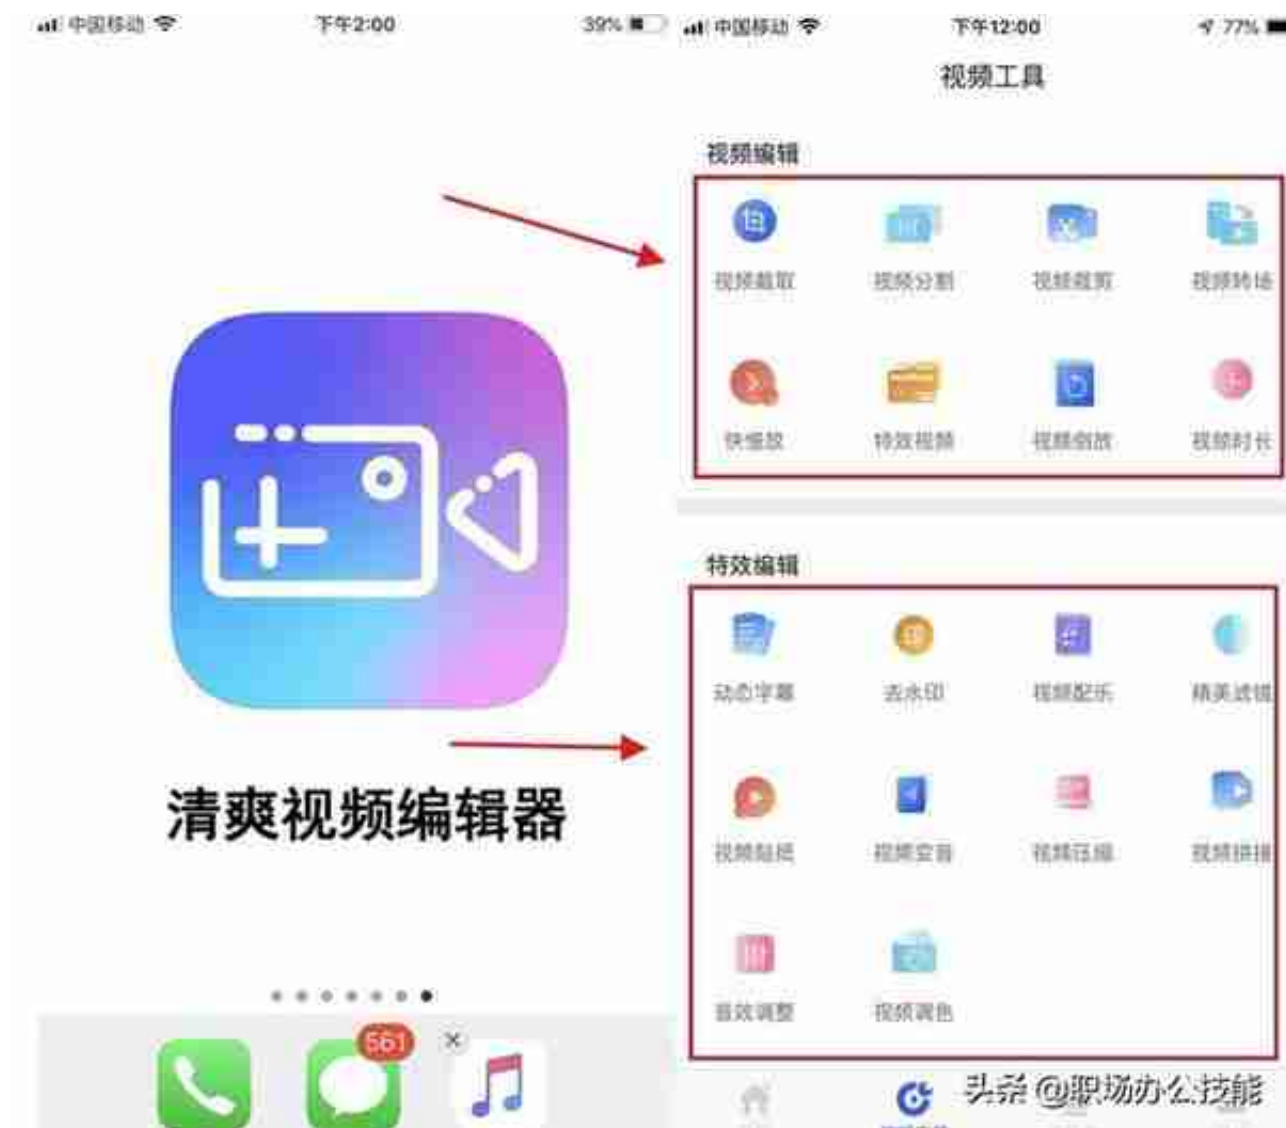 中国移动 下午2:00 39%
清爽视频编辑器
561
中国移动 下午12:00 77%
视频工具
视频编辑
视频截取 视频分割 视频裁剪 视频转场
快慢放 特效视频 视频倒放 视频时长
特效编辑
动态字幕 去水印 视频配乐 精美滤镜
视频贴纸 视频变音 视频压缩 视频拼接
音效调整 视频调色
头条 @职场办公技能